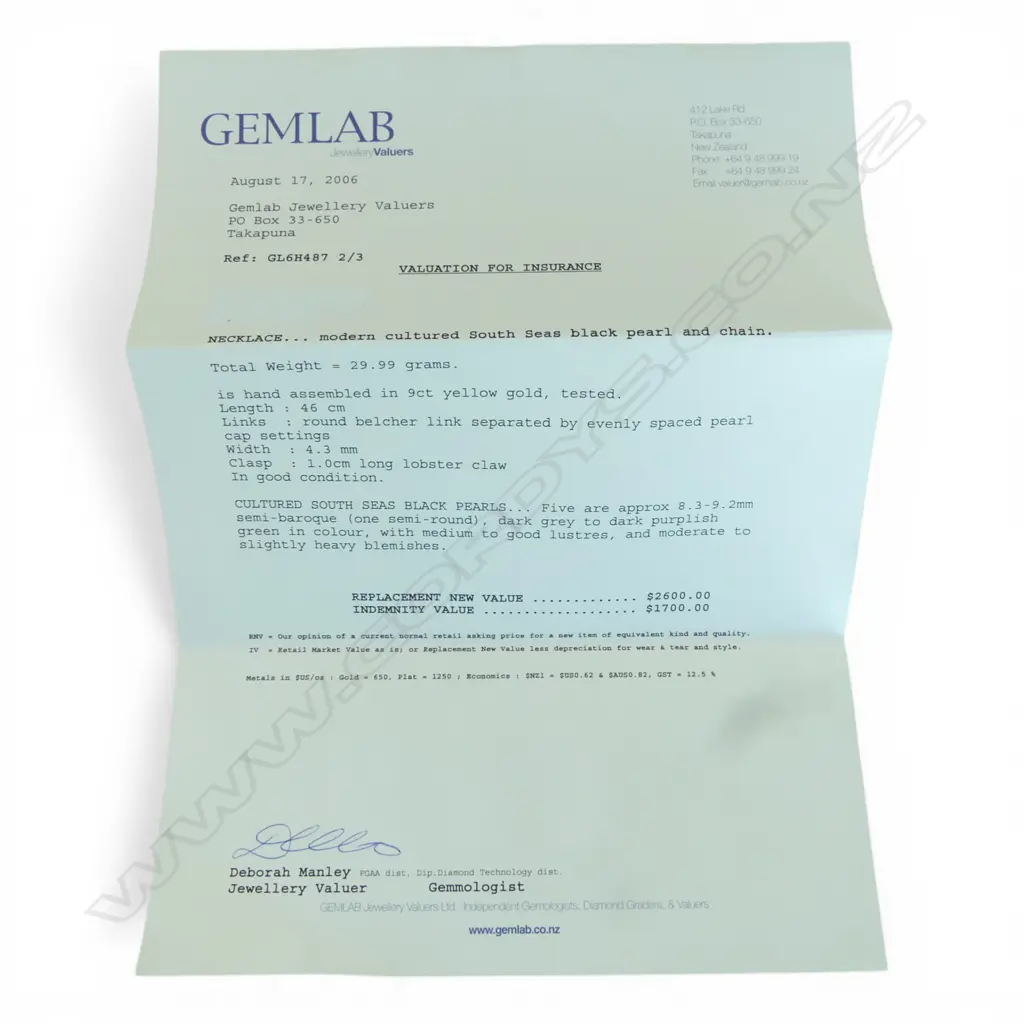 GEMLAB
JewelleryValuers
412 Lake Rd
P.O. Box 33-650
Takapuna
New Zealand
Phone +64 9 48 999 19
Fax +64 9 48 999 24
Email valuer@gemlab.co.nz
August 17, 2006
Gemlab Jewellery Valuers
PO Box 33-650
Takapuna
Ref: GL6H487 2/3
VALUATION FOR INSURANCE
NECKLACE... modern cultured South Seas black pearl and chain.
Total Weight = 29.99 grams.
is hand assembled in 9ct yellow gold, tested.
Length : 46 cm
Links : round belcher link separated by evenly spaced pearl
cap settings
Width : 4.3 mm
Clasp : 1.0cm long lobster claw
In good condition.
CULTURED SOUTH SEAS BLACK PEARLS... Five are approx 8.3-9.2mm
semi-baroque (one semi-round), dark grey to dark purplish
green in colour, with medium to good lustres, and moderate to
slightly heavy blemishes.
REPLACEMENT NEW VALUE ............. $2600.00
INDEMNITY VALUE ................... $1700.00
RNV = Our opinion of a current normal retail asking price for a new item of equivalent kind and quality.
IV = Retail Market Value as is; or Replacement New Value less depreciation for wear & tear and style.
Metals in $US/oz : Gold = 650, Plat = 1250 ; Economics : $NZ1 = $US0.62 & $AUS0.82, GST = 12.5 %
Deborah Manley FGAA dist, Dip.Diamond Technology dist.
Jewellery Valuer Gemmologist
GEMLAB Jewellery Valuers Ltd Independent Gemologists, Diamond Graders, & Valuers
www.gemlab.co.nz
WWW.CORDYS.CO.NZ